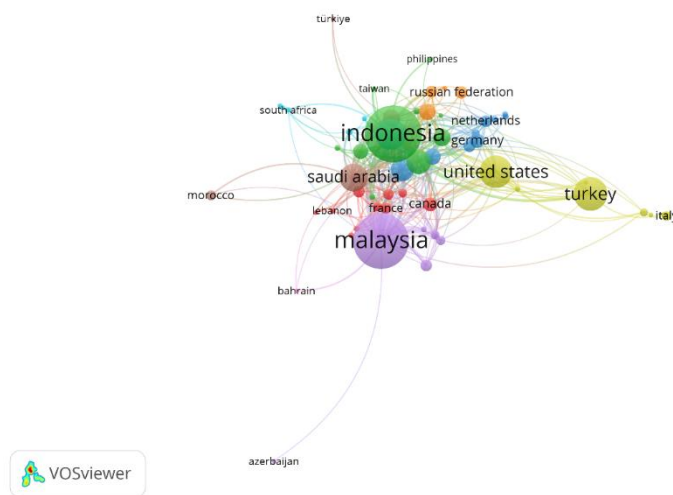 türkiye
philippines
taiwan
russian federation
south africa
netherlands
indonesia
germany
saudi arabia
united states
morocco
turkey
lebanon
france
canada
italy
malaysia
bahrain
azerbaijan
VOSviewer